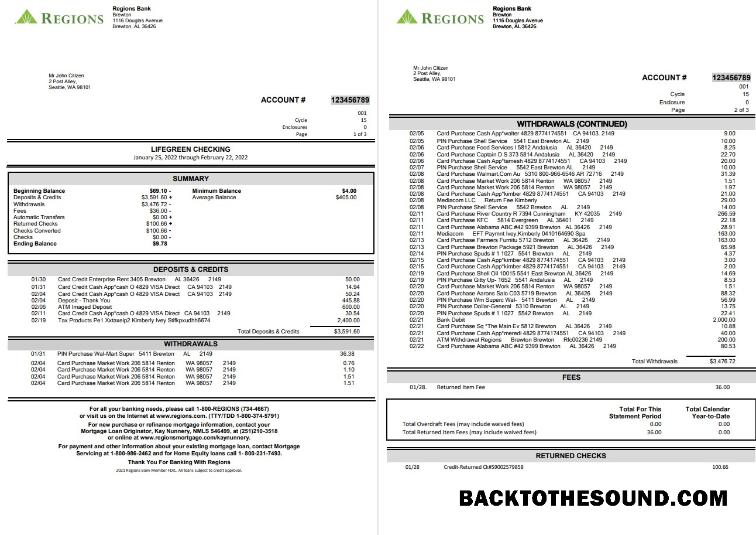 REGIONS
Regions Bank
Brewton
1116 Douglas Avenue
Brewton, AL 36426
Mr John Citizen
2 Post Alley,
Seattle, WA 98101
ACCOUNT # 123456789
001
Cycle 15
Enclosures 0
Page 1 of 3
LIFEGREEN CHECKING
January 25, 2022 through February 22, 2022
SUMMARY
Beginning Balance $69.10 - Minimum Balance $4.00
Deposits & Credits $3,591.60 + Average Balance $405.00
Withdrawals $3,476.72 -
Fees $36.00 -
Automatic Transfers $0.00 +
Returned Checks $100.66 +
Checks Converted $100.66 -
Checks $0.00 -
Ending Balance $9.78
DEPOSITS & CREDITS
01/30 Card Credit Enterprise Rent 3405 Brewton AL 36426 2149 50.00
01/31 Card Credit Cash App*cash O 4829 VISA Direct CA 94103 2149 14.94
02/04 Card Credit Cash App*cash O 4829 VISA Direct CA 94103 2149 50.24
02/04 Deposit - Thank You 445.88
02/06 ATM Imaged Deposit 600.00
02/11 Card Credit Cash App*cash O 4829 VISA Direct CA 94103 2149 30.54
02/19 Tax Products Pe1 2,400.00
Total Deposits & Credits $3,591.60
WITHDRAWALS
01/31 PIN Purchase Wal-Mart Super 5411 Brewton AL 2149 36.38
02/04 Card Purchase Market Work 206 5814 Renton WA 98057 2149 0.76
02/04 Card Purchase Market Work 206 5814 Renton WA 98057 2149 1.10
02/04 Card Purchase Market Work 206 5814 Renton WA 98057 2149 1.51
02/04 Card Purchase Market Work 206 5814 Renton WA 98057 2149 1.51
For all your banking needs, please call 1-800-REGIONS (734-4667)
or visit us on the Internet at www.regions.com. (TTY/TDD 1-800-374-5791)
For new purchase or refinance mortgage information, contact your
Mortgage Loan Originator, Kay Nunnery, NMLS 546499, at (251)210-3518
or online at www.regionsmortgage.com/kaynunnery.
For payment and other information about your existing mortgage loan, contact Mortgage
Servicing at 1-800-986-2462 and for Home Equity loans call 1- 800-231-7493.
Thank You For Banking With Regions
2021 Regions Bank Member FDIC. All loans subject to credit approval.
REGIONS
Regions Bank
Brewton
1116 Douglas Avenue
Brewton, AL 36426
Mr John Citizen
2 Post Alley,
Seattle, WA 98101
ACCOUNT # 123456789
001
Cycle 15
Enclosure 0
Page 2 of 3
WITHDRAWALS (CONTINUED)
02/05 Card Purchase Cash App*walter 4829 8774174551 CA 94103. 2149 9.00
02/05 PIN Purchase Shell Service 5541 East Brewton AL 2149 10.00
02/06 Card Purchase Food Services I 5812 Andalusia AL 36420 2149 8.25
02/06 Card Purchase Captain D S 373 5814 Andalusia AL 36420 2149 22.70
02/06 Card Purchase Cash App*tamesh 4829 8774174551 CA 94103 2149 20.00
02/07 PIN Purchase Shell Service 5542 East Brewton AL 2149 10.00
02/08 Card Purchase Walmart.Com Au 5310 800-966-6546 AR 72716 2149 31.39
02/08 Card Purchase Market Work 206 5814 Renton WA 98057 2149 1.51
02/08 Card Purchase Market Work 206 5814 Renton WA 98057 2149 1.97
02/08 Card Purchase Cash App*kimber 4829 8774174551 CA 94103 2149 21.00
02/08 Mediacom LLC Return Fee Kimberly 29.00
02/08 PIN Purchase Shell Service 5542 Brewton AL 2149 14.00
02/11 Card Purchase River Country R 7394 Cunningham KY 42035 2149 266.59
02/11 Card Purchase KFC 5814 Evergreen AL 36401 2149 22.18
02/11 Card Purchase Alabama ABC #42 9399 Brewton AL 36426 2149 28.91
02/11 Mediacom EFT Paymnt Ivey,Kimberly 0410164690 Spa 163.00
02/13 Card Purchase Farmers Furnitu 5712 Brewton AL 36426 2149 163.00
02/13 Card Purchase Brewton Package 5921 Brewton AL 36426 2149 65.98
02/14 PIN Purchase Spuds # 1 1027 5541 Brewton AL 2149 4.37
02/15 Card Purchase Cash App*kimber 4829 8774174551 CA 94103 2149 3.00
02/15 Card Purchase Cash App*kimber 4829 8774174551 CA 94103 2149 2.00
02/19 Card Purchase Shell Oil 10015 5541 East Brewton AL 36426 2149 14.69
02/19 PIN Purchase Gilty Up- 1652 5541 Andalusia AL 2149 8.53
02/20 Card Purchase Market Work 206 5814 Renton WA 98057 2149 1.51
02/20 Card Purchase Aarons Sale C03 5719 Brewton AL 2149 88.32
02/20 PIN Purchase Wm Superc Wal- 5411 Brewton AL 2149 56.99
02/20 PIN Purchase Dollar-General 5310 Brewton AL 2149 13.75
02/20 PIN Purchase Spuds # 1 1027 5542 Brewton AL 2149 22.41
02/21 Bank Debit 2,000.00
02/21 Card Purchase Sq *The Main Ev 5812 Brewton AL 36426 2149 10.88
02/21 Card Purchase Cash App*meredi 4829 8774174551 CA 94103 2149 40.00
02/21 ATM Withdrawal Regions Brewton Brewton Rfc00236 2149 200.00
02/22 Card Purchase Alabama ABC #42 9399 Brewton AL 36426 2149 80.53
Total Withdrawals $3,476.72
FEES
01/28. Returned Item Fee 36.00
Total For This Statement Period Total Calendar Year-to-Date
Total Overdraft Fees (may include waived fees) 0.00 0.00
Total Returned Item Fees (may include waived fees) 36.00 0.00
RETURNED CHECKS
01/28 Credit-Returned Ck#59002579858 100.66
BACKTOTHESOUND.COM